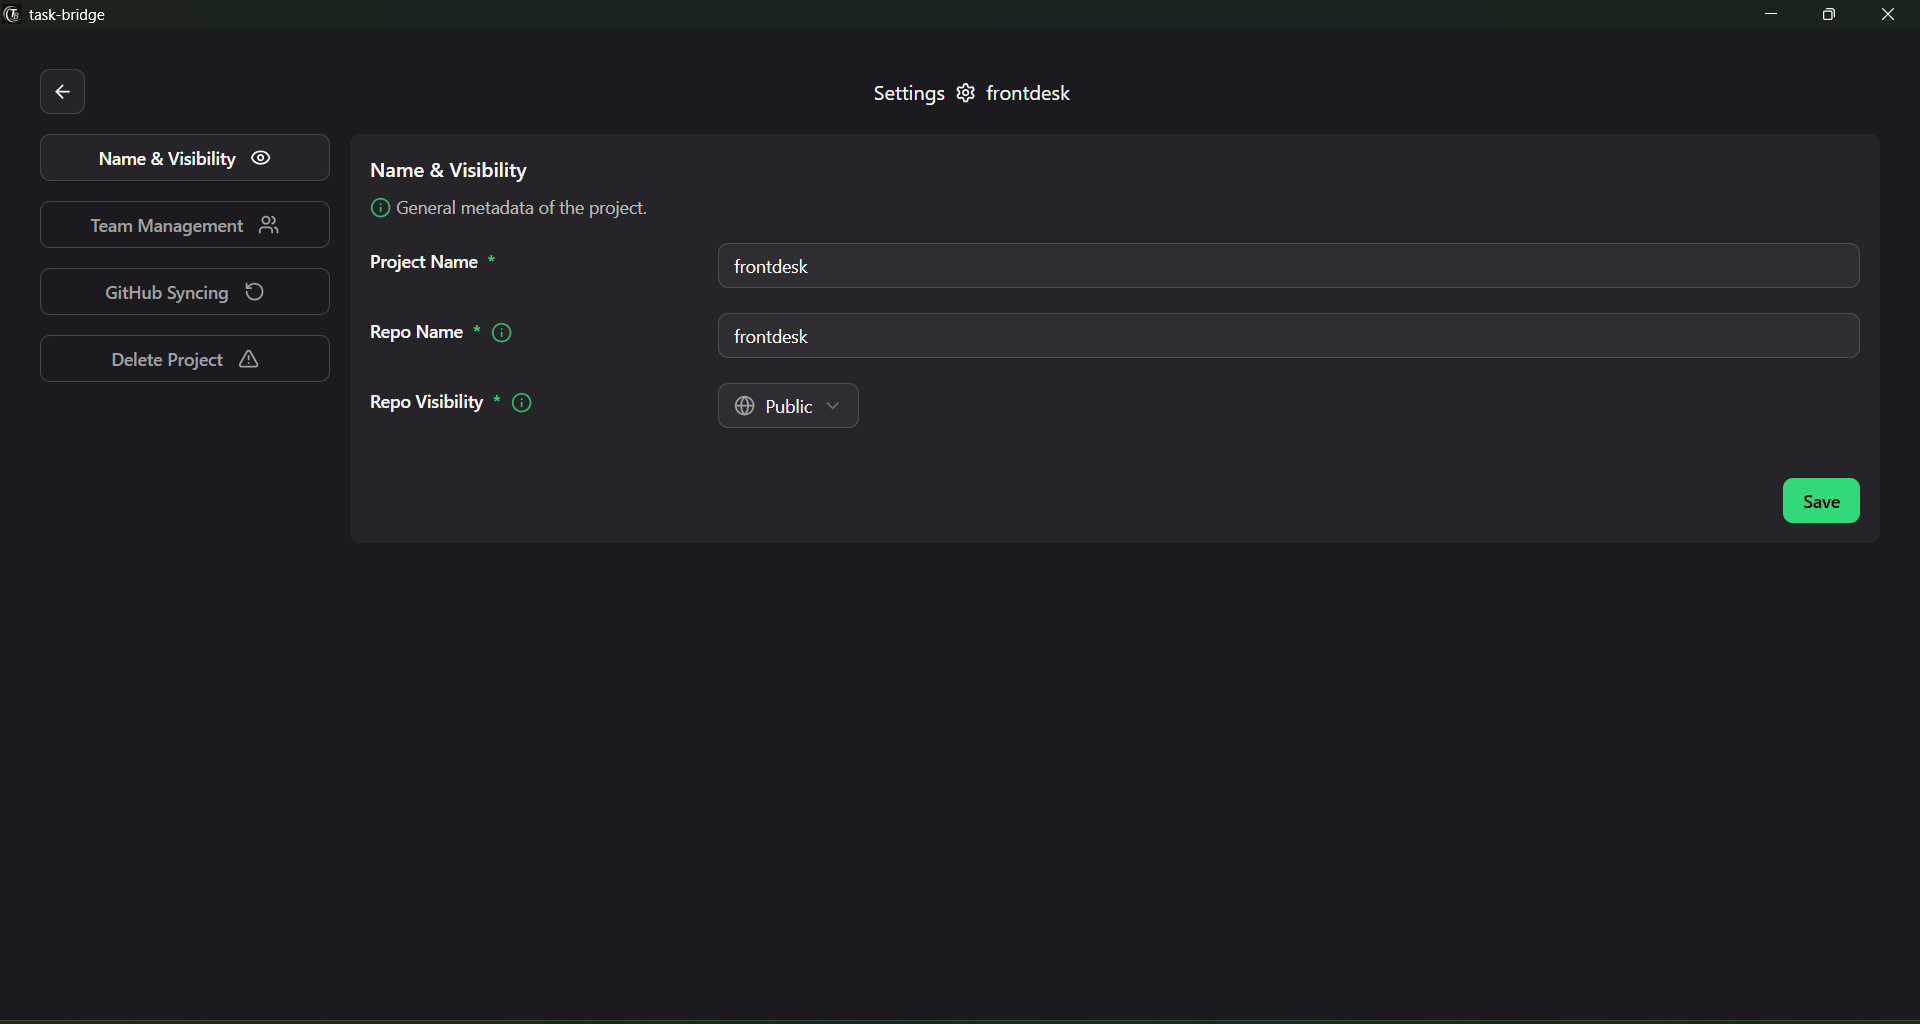 task-bridge
Settings frontdesk
Name & Visibility
Team Management
GitHub Syncing
Delete Project
Name & Visibility
General metadata of the project.
Project Name *
frontdesk
Repo Name *
frontdesk
Repo Visibility *
Public
Save